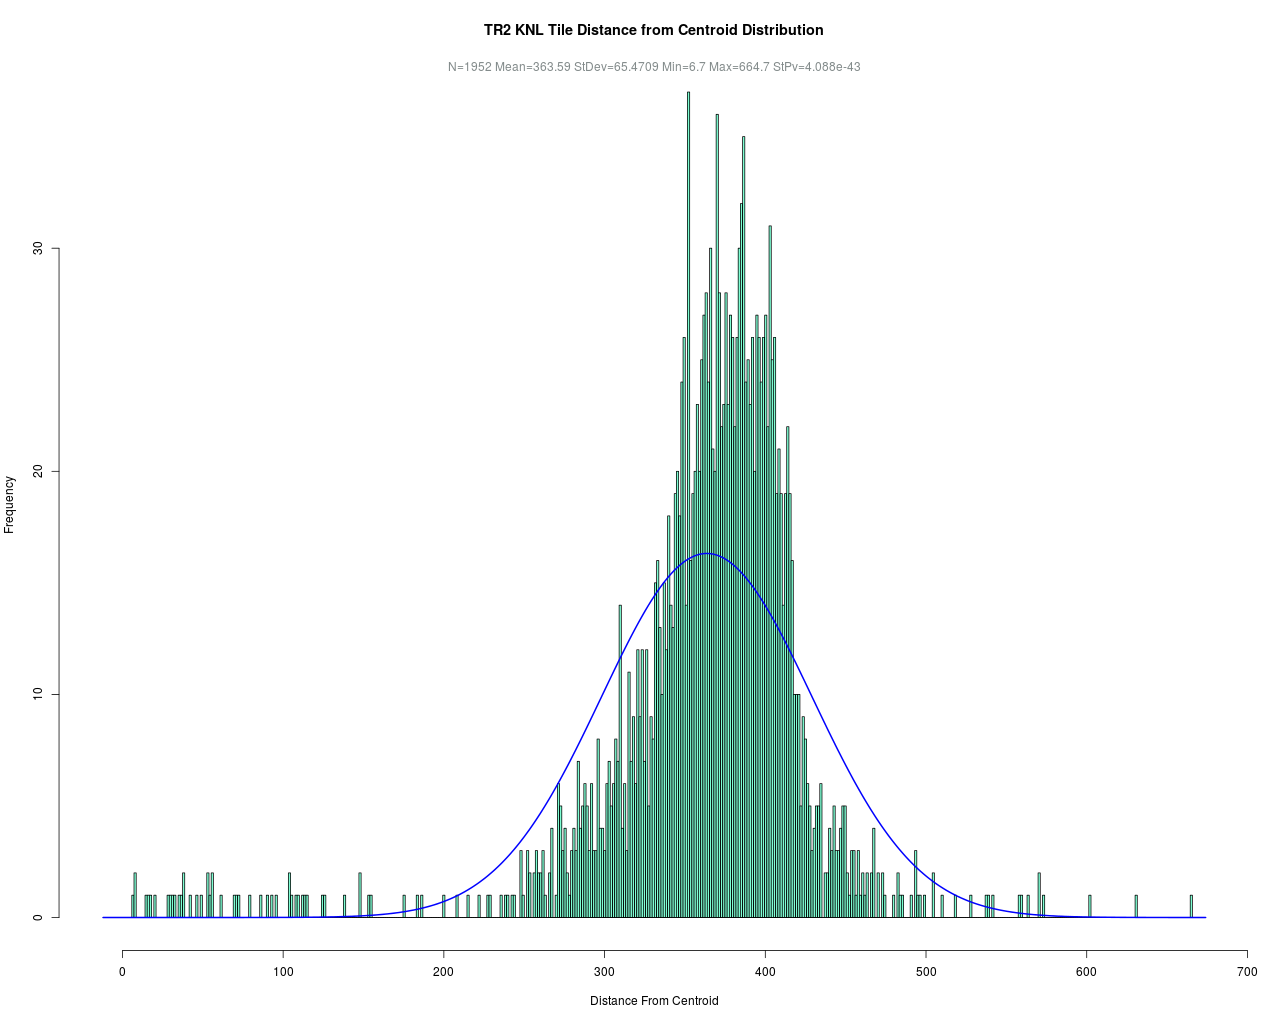 TR2 KNL Tile Distance from Centroid Distribution
N=1952 Mean=363.59 StDev=65.4709 Min=6.7 Max=664.7 StPv=4.088e-43
Frequency
30
20
10
0
0 100 200 300 400 500 600 700
Distance From Centroid